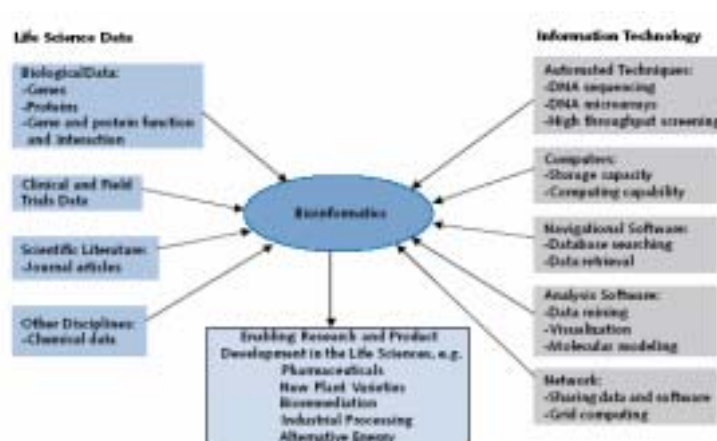 Life Science Data
BiologicalData:
-Genes
-Proteins
-Gene and protein function
and interaction
Clinical and Field
Trials Data
Scientific Literature:
-Journal articles
Other Disciplines:
-Chemical data
Bioinformatics
Enabling Research and Product
Development in the Life Sciences, e.g.
Pharmaceuticals
New Plant Varieties
Bioremediation
Industrial Processing
Alternative Energy
Information Technology
Automated Techniques:
-DNA sequencing
-DNA microarrays
-High throughput screening
Computers:
-Storage capacity
-Computing capability
Navigational Software:
-Database searching
-Data retrieval
Analysis Software:
-Data mining
-Visualization
-Molecular modeling
Network:
-Sharing data and software
-Grid computing